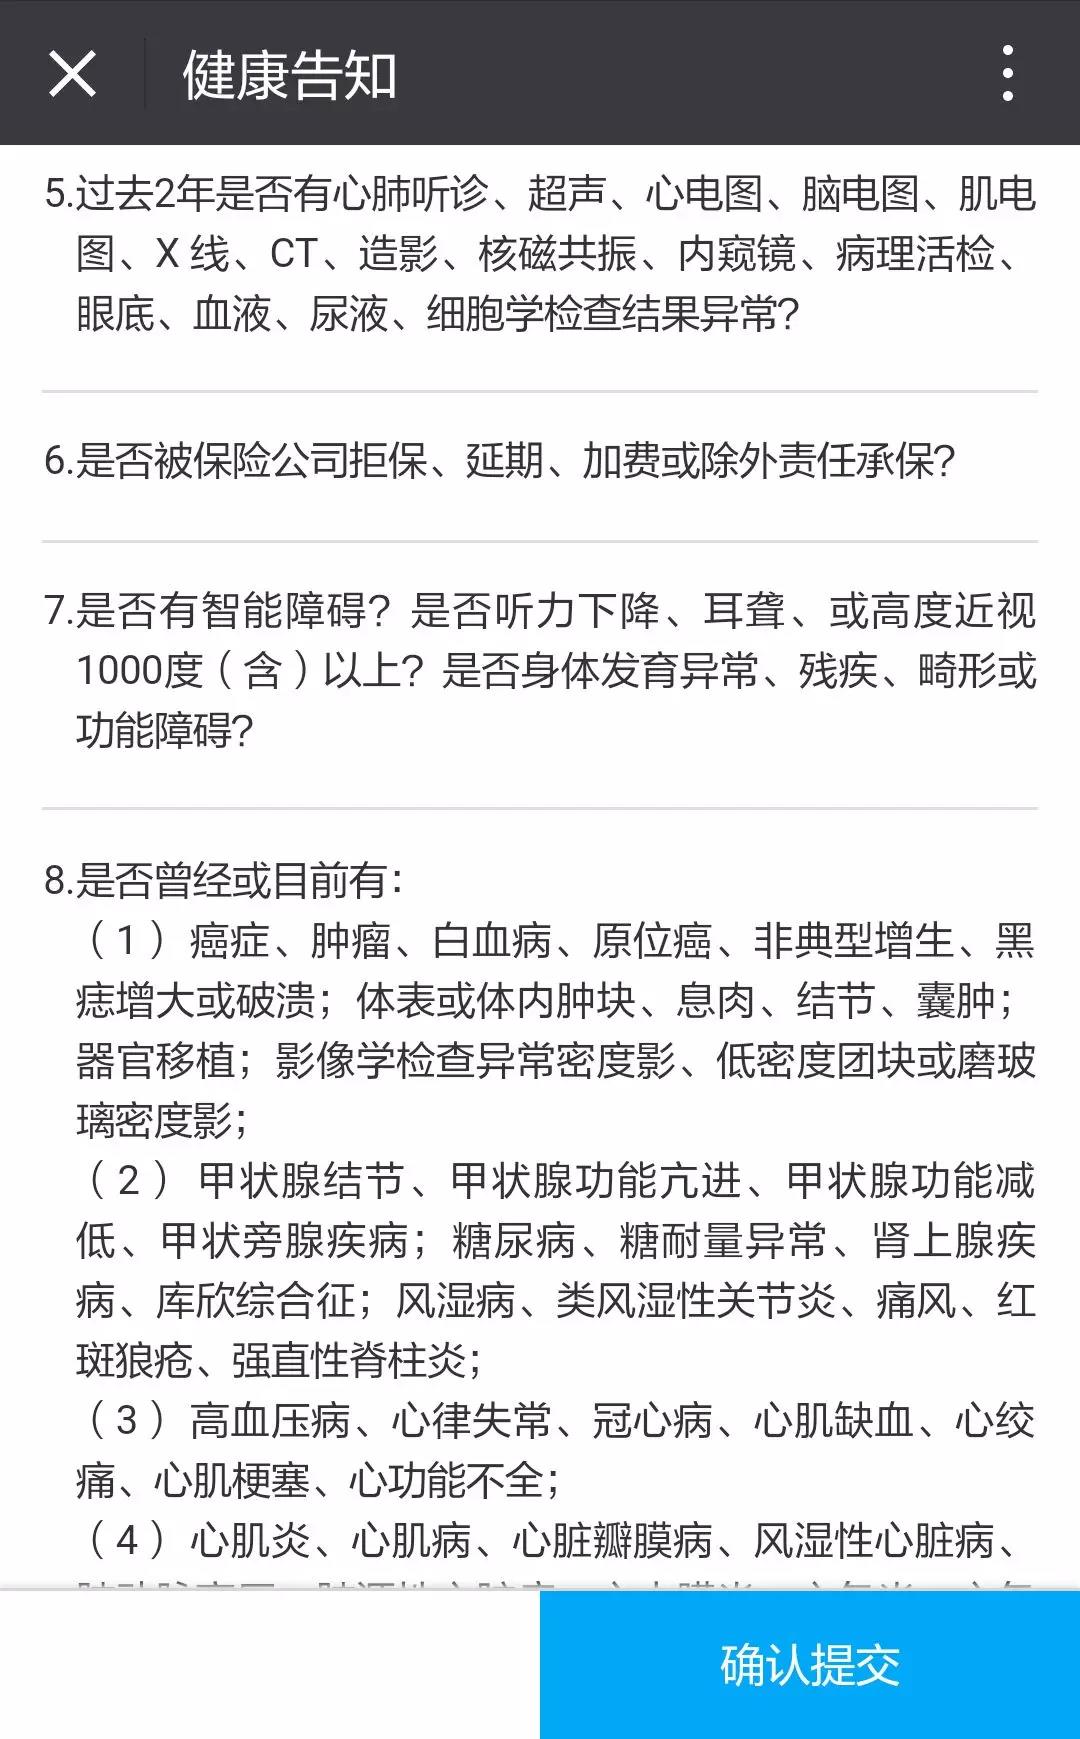 健康告知
5.过去2年是否有心肺听诊、超声、心电图、脑电图、肌电
图、X 线、CT、造影、核磁共振、内窥镜、病理活检、
眼底、血液、尿液、细胞学检查结果异常?
6.是否被保险公司拒保、延期、加费或除外责任承保?
7.是否有智能障碍? 是否听力下降、耳聋、或高度近视
1000度（含）以上? 是否身体发育异常、残疾、畸形或
功能障碍?
8.是否曾经或目前有:
（1）癌症、肿瘤、白血病、原位癌、非典型增生、黑
痣增大或破溃; 体表或体内肿块、息肉、结节、囊肿;
器官移植; 影像学检查异常密度影、低密度团块或磨玻
璃密度影;
（2）甲状腺结节、甲状腺功能亢进、甲状腺功能减
低、甲状旁腺疾病; 糖尿病、糖耐量异常、肾上腺疾
病、库欣综合征; 风湿病、类风湿性关节炎、痛风、红
斑狼疮、强直性脊柱炎;
（3）高血压病、心律失常、冠心病、心肌缺血、心绞
痛、心肌梗塞、心功能不全;
（4）心肌炎、心肌病、心脏瓣膜病、风湿性心脏病、
确认提交